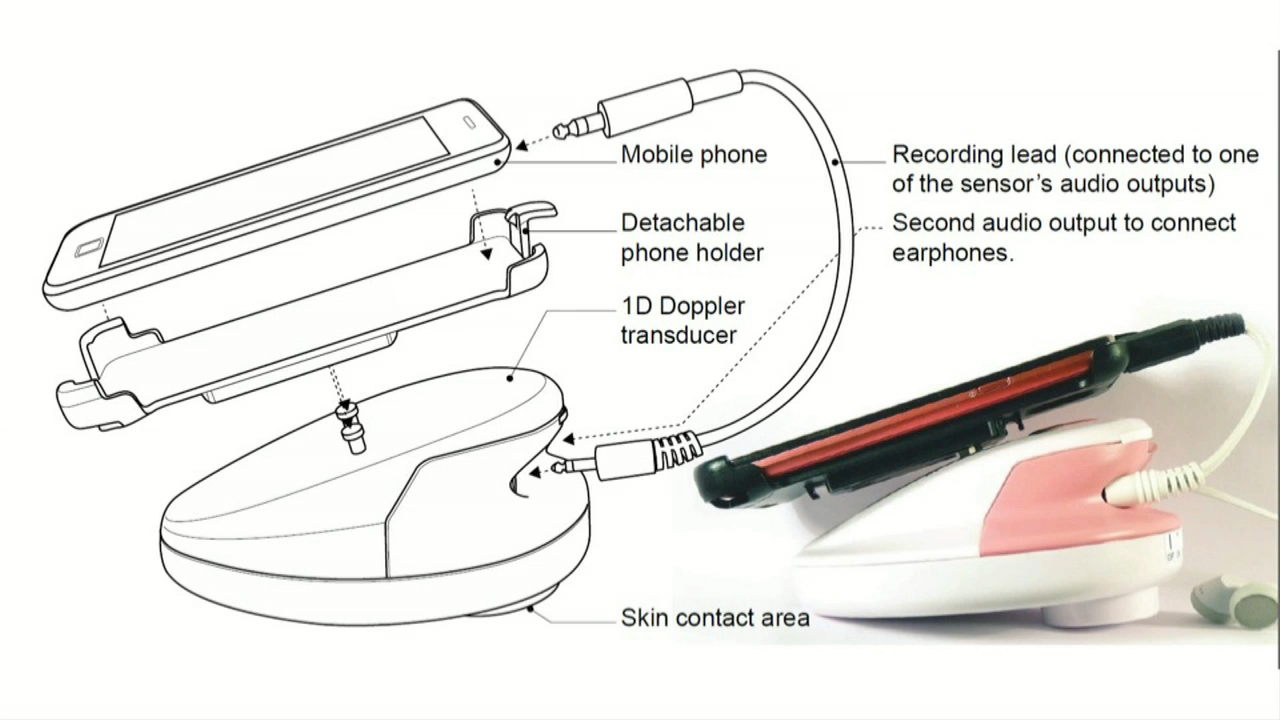 Mobile phone
Recording lead (connected to one
of the sensor's audio outputs)
Detachable
phone holder
Second audio output to connect
earphones.
1D Doppler
transducer
Skin contact area